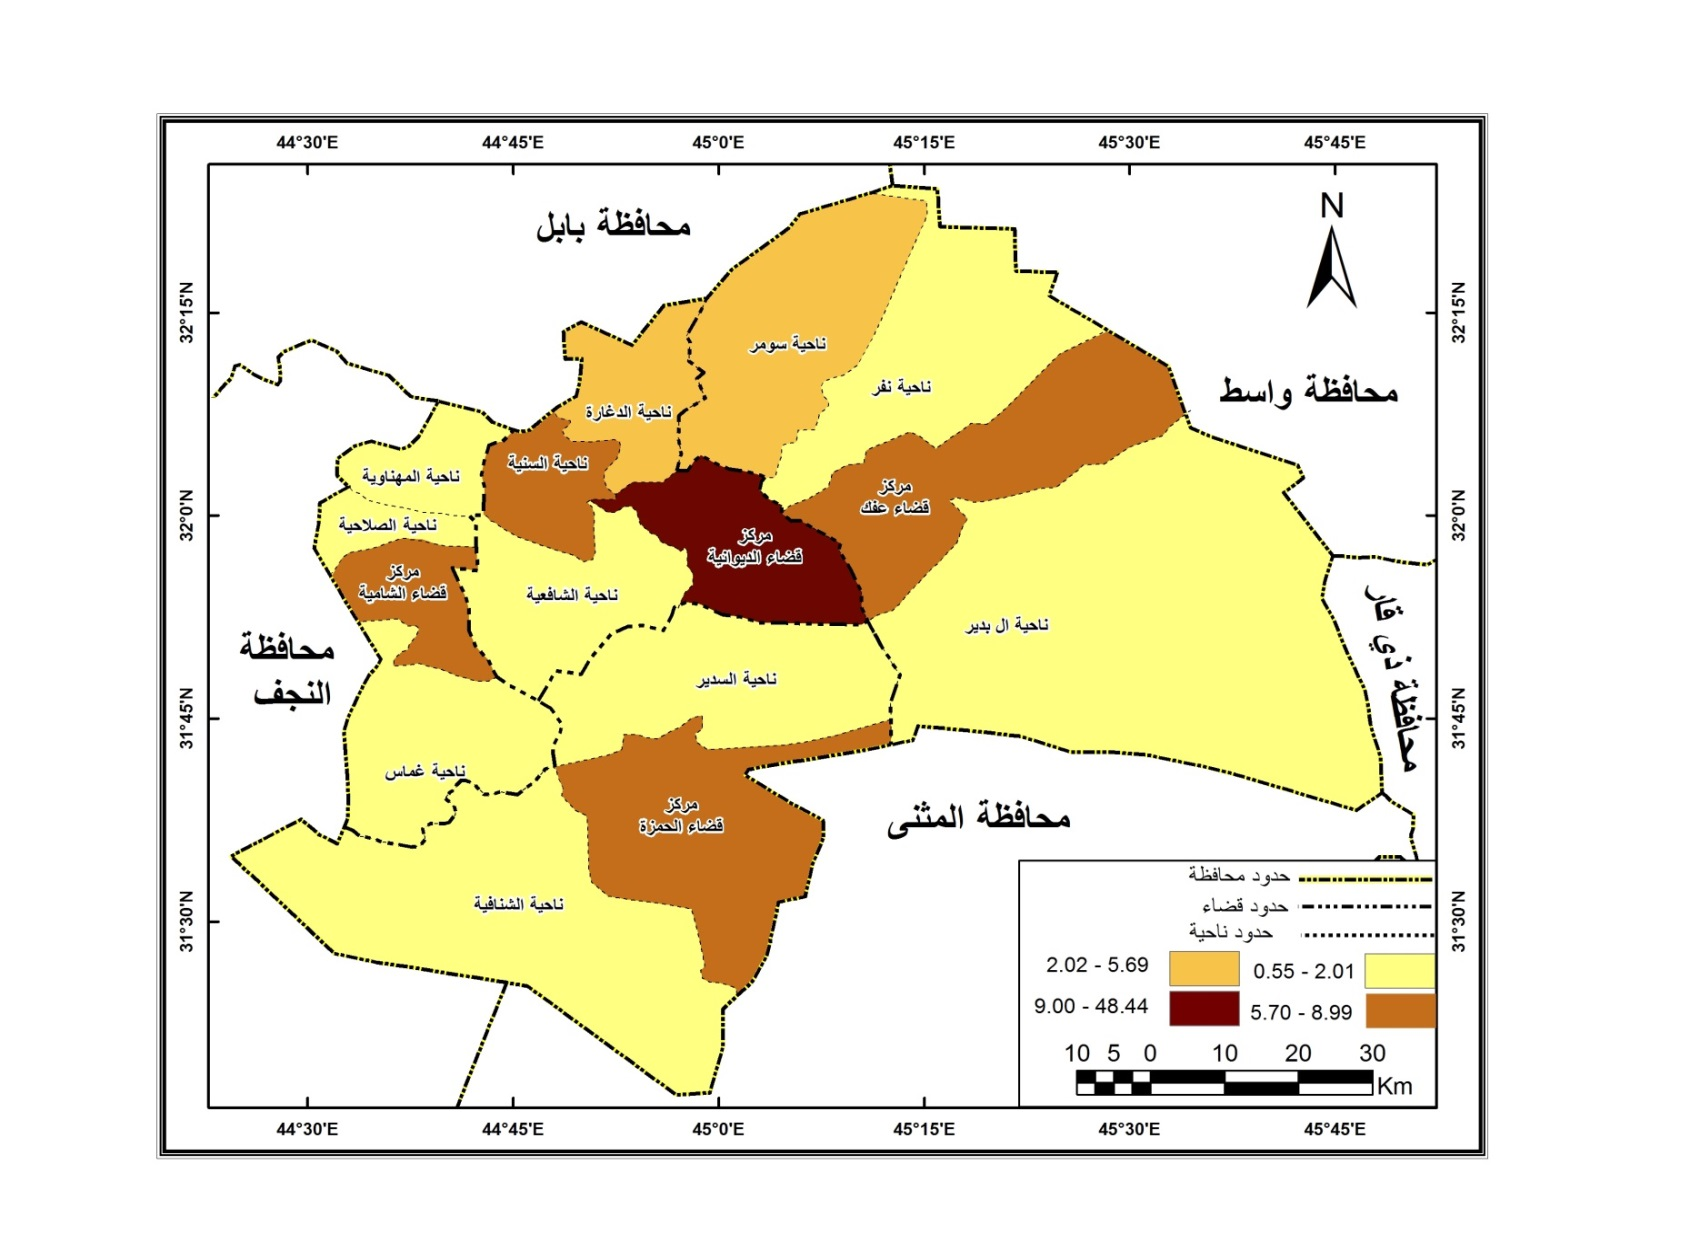 44°30'E 44°45'E 45°0'E 45°15'E 45°30'E 45°45'E
N
محافظة بابل
32°15'N 32°15'N
ناحية سومر
ناحية نفر
محافظة واسط
ناحية الدغارة
ناحية السنية
ناحية المهناوية
مركز
قضاء عفك
32°0'N 32°0'N
ناحية الصلاحية
مركز
قضاء الديوانية
مركز
قضاء الشامية
ناحية الشافعية
ناحية ال بدير
محافظة ذي قار
محافظة
النجف
ناحية السدير
31°45'N 31°45'N
ناحية غماس
مركز
قضاء الحمزة
محافظة المثنى
ناحية الشنافية
31°30'N 31°30'N
حدود محافظة
حدود قضاء
حدود ناحية
2.02 - 5.69 0.55 - 2.01
9.00 - 48.44 5.70 - 8.99
10 5 0 10 20 30
Km
44°30'E 44°45'E 45°0'E 45°15'E 45°30'E 45°45'E